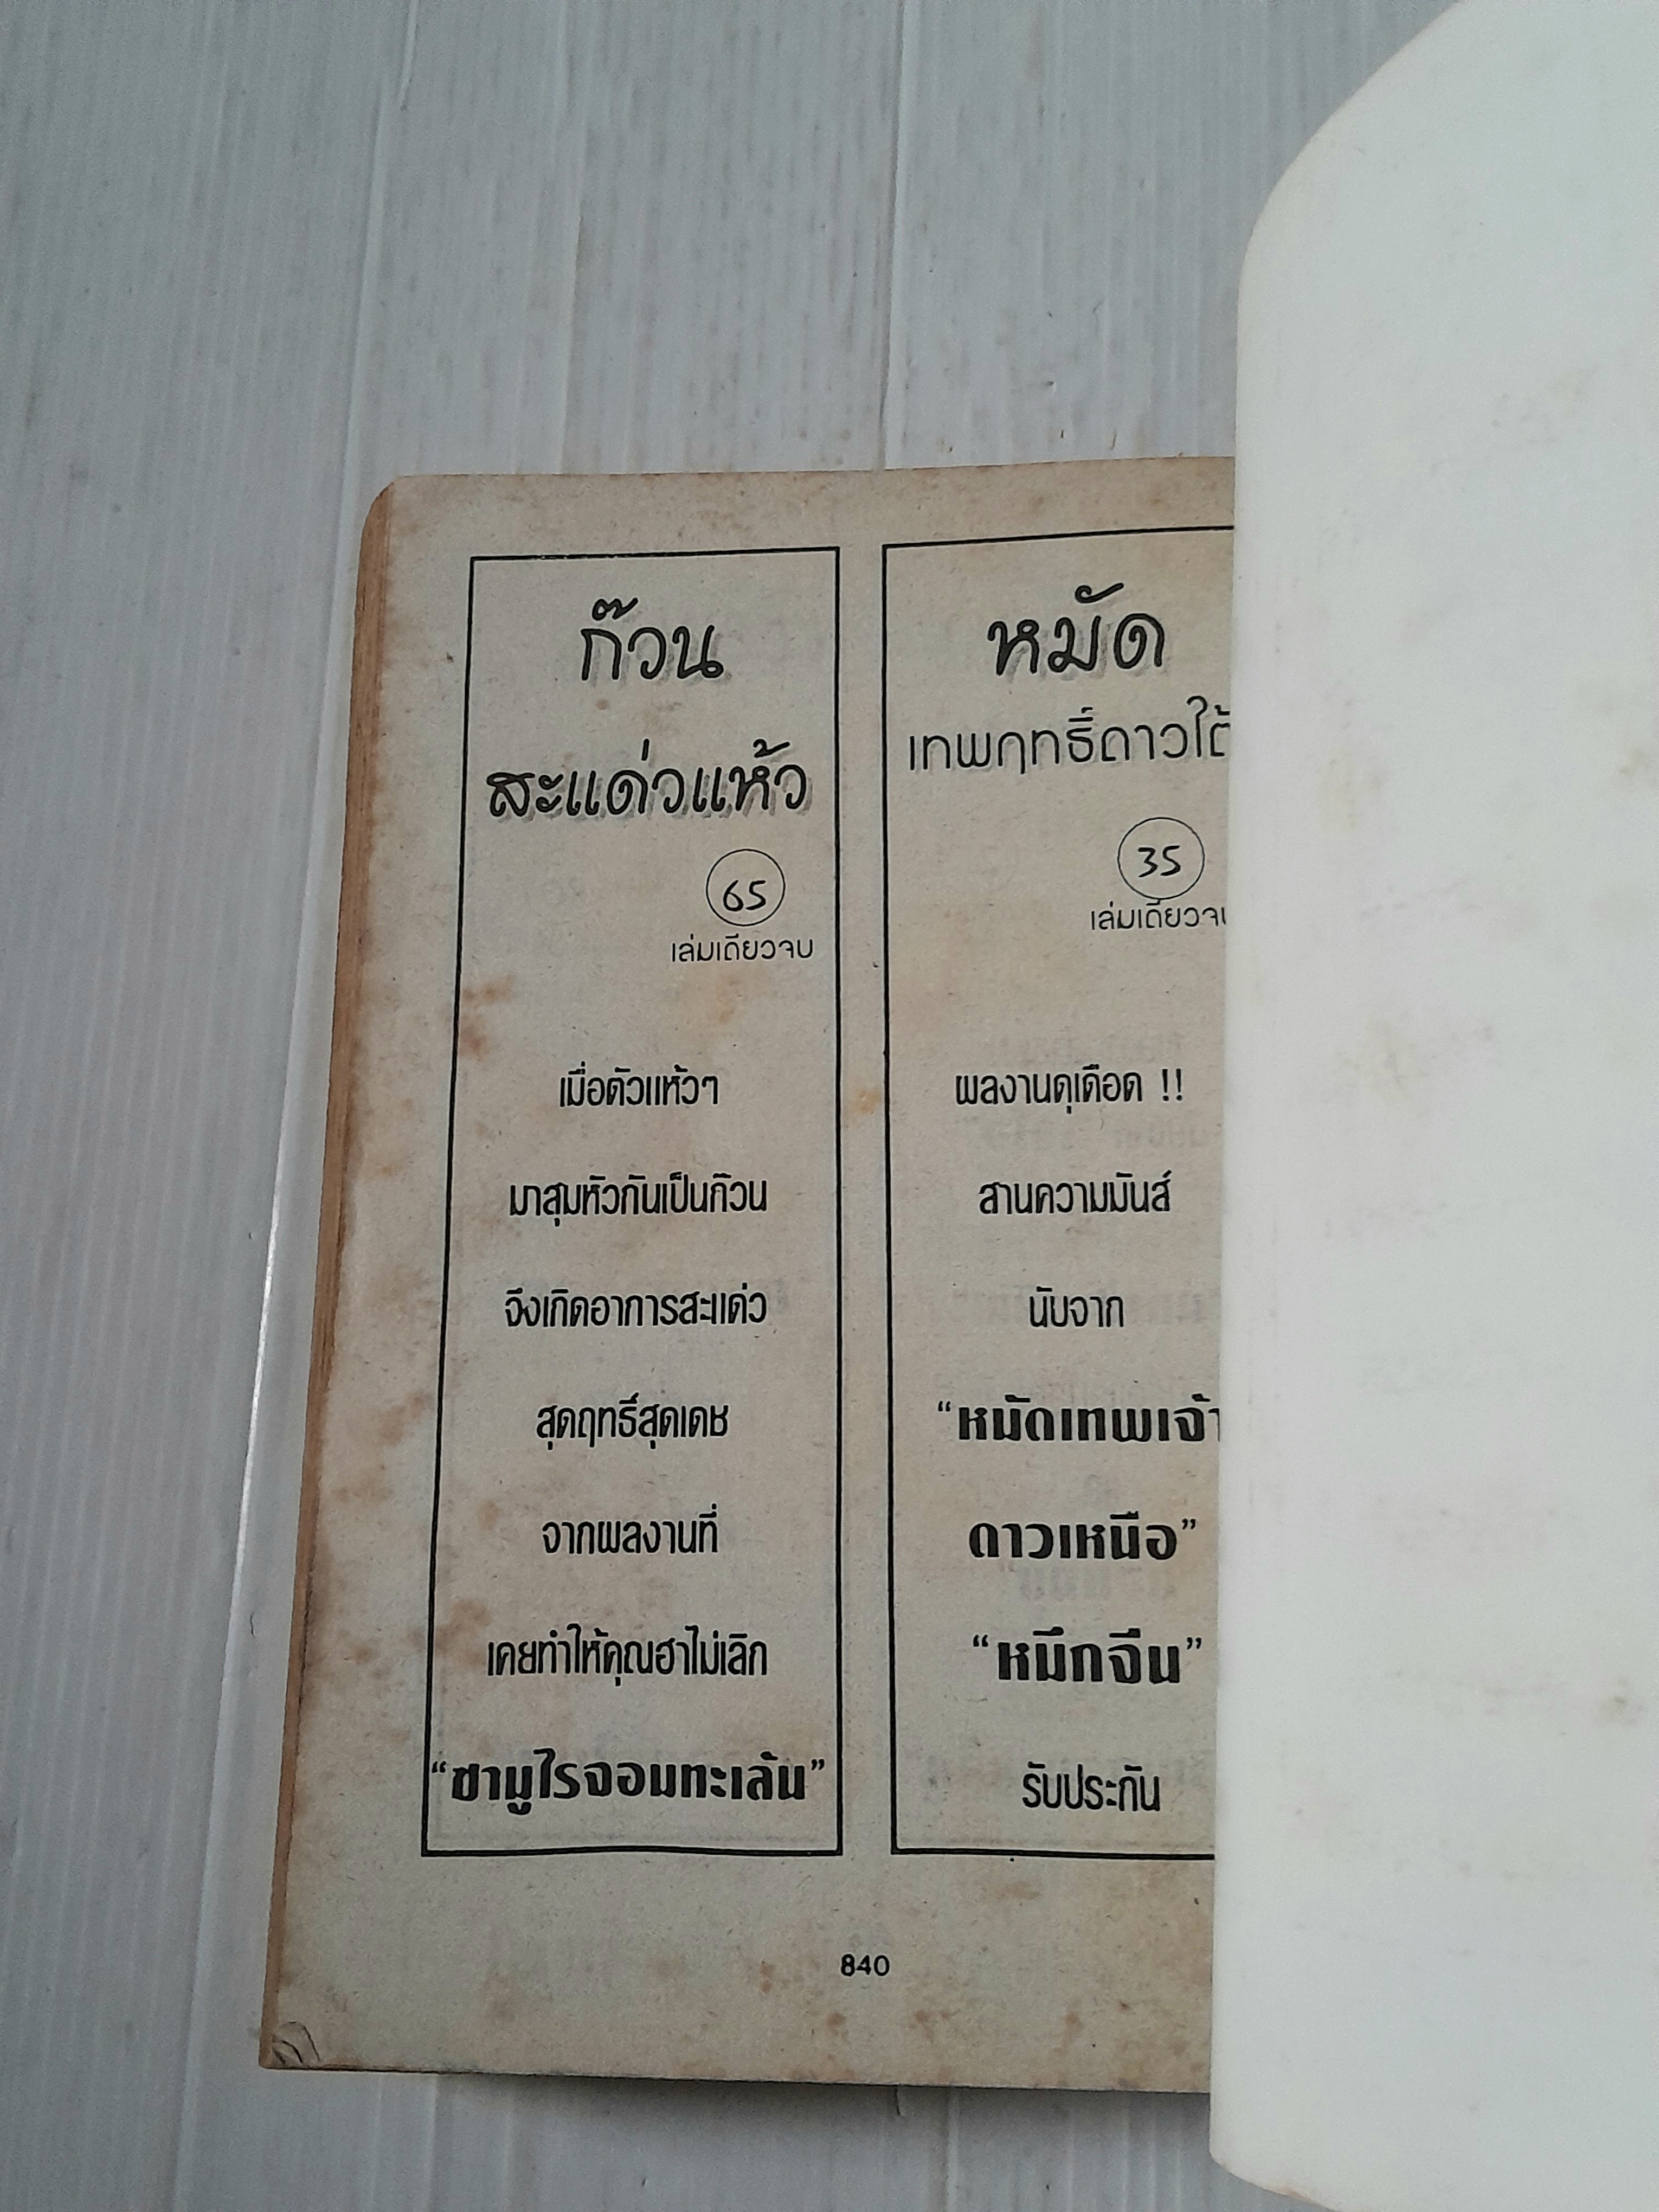 ก๊วน
สะแด่วแห้ว
65
เล่มเดียวจบ
เมื่อตัวแห้วๆ
มาสุมหัวกันเป็นก๊วน
จึงเกิดอาการสะแด่ว
สุดฤทธิ์สุดเดช
จากผลงานที่
เคยทำให้คุณฮาไม่เลิก
“ซามูไรจอมทะเล้น”
หมัด
เทพฤทธิ์ดาวใต้
35
เล่มเดียวจบ
ผลงานดุเดือด !!
สานความมันส์
นับจาก
“หมัดเทพเจ้า
ดาวเหนือ”
“หมึกจีน”
รับประกัน
840